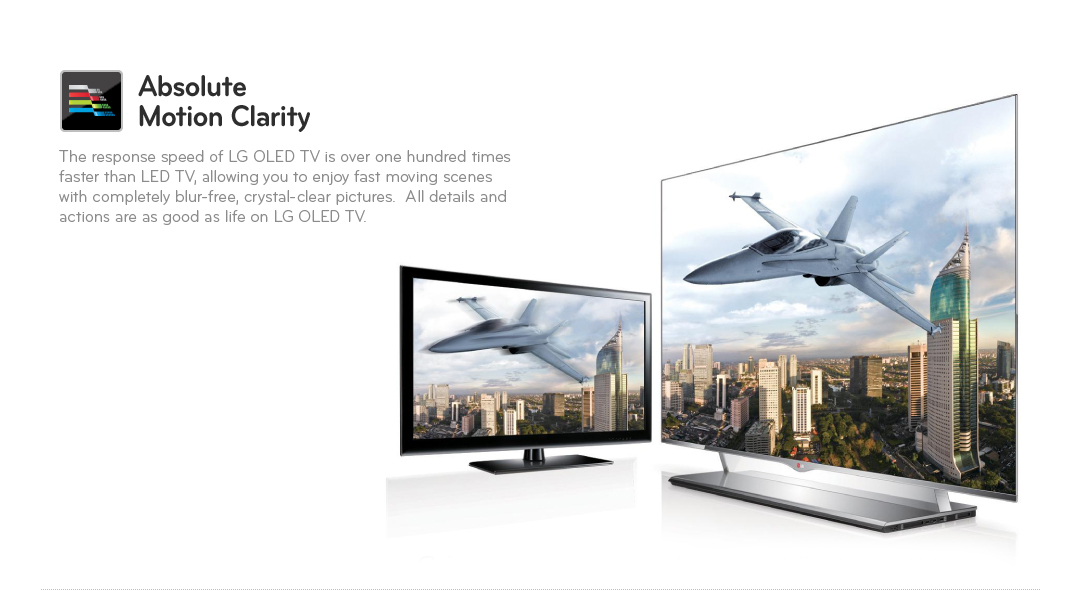 Absolute
Motion Clarity
The response speed of LG OLED TV is over one hundred times
faster than LED TV, allowing you to enjoy fast moving scenes
with completely blur-free, crystal-clear pictures.  All details and
actions are as good as life on LG OLED TV.